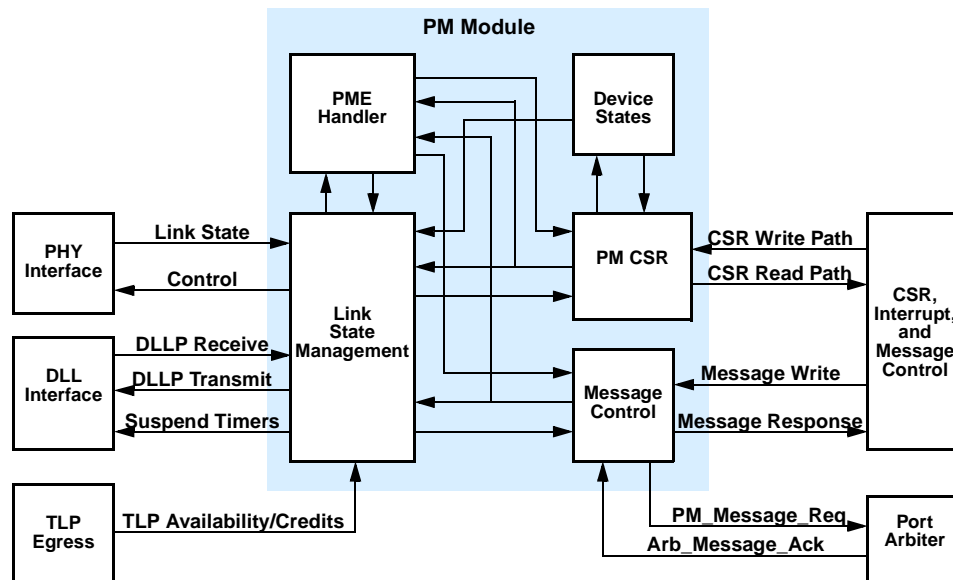 PM Module
PME
Handler
Device
States
PHY
Interface
Link State
Control
Link
State
Management
PM CSR
CSR Write Path
CSR Read Path
CSR,
Interrupt,
and
Message
Control
DLL
Interface
DLLP Receive
DLLP Transmit
Suspend Timers
Message
Control
Message Write
Message Response
TLP
Egress
TLP Availability/Credits
PM_Message_Req
Arb_Message_Ack
Port
Arbiter